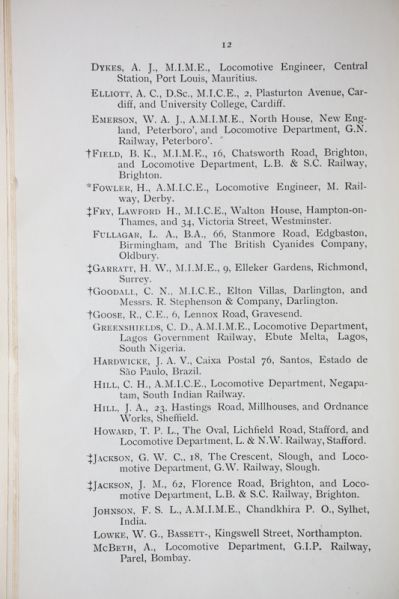 12
DYKES, A. J., M.I.M.E., Locomotive Engineer, Central
Station, Port Louis, Mauritius.
ELLIOTT, A. C., D.Sc., M.I.C.E., 2, Plasturton Avenue, Car-
diff, and University College, Cardiff.
EMERSON, W. A. J., A.M.I.M.E., North House, New Eng-
land, Peterboro', and Locomotive Department, G.N.
Railway, Peterboro'.
†FIELD, B. K., M.I.M.E., 16, Chatsworth Road, Brighton,
and Locomotive Department, L.B. & S.C. Railway,
Brighton.
*FOWLER, H., A.M.I.C.E., Locomotive Engineer, M. Rail-
way, Derby.
‡FRY, LAWFORD H., M.I.C.E., Walton House, Hampton-on-
Thames, and 34, Victoria Street, Westminster.
FULLAGAR, L. A., B.A., 66, Stanmore Road, Edgbaston,
Birmingham, and The British Cyanides Company,
Oldbury.
‡GARRATT, H. W., M.I.M.E., 9, Elleker Gardens, Richmond,
Surrey.
†GOODALL, C. N., M.I.C.E., Elton Villas, Darlington, and
Messrs. R. Stephenson & Company, Darlington.
†GOOSE, R., C.E., 6, Lennox Road, Gravesend.
GREENSHIELDS, C. D., A.M.I.M.E., Locomotive Department,
Lagos Government Railway, Ebute Melta, Lagos,
South Nigeria.
HARDWICKE, J. A. V., Caixa Postal 76, Santos, Estado de
São Paulo, Brazil.
HILL, C. H., A.M.I.C.E., Locomotive Department, Negapa-
tam, South Indian Railway.
HILL, J. A., 23, Hastings Road, Millhouses, and Ordnance
Works, Sheffield.
HOWARD, T. P. L., The Oval, Lichfield Road, Stafford, and
Locomotive Department, L. & N.W. Railway, Stafford.
‡JACKSON, G. W. C., 18, The Crescent, Slough, and Loco-
motive Department, G.W. Railway, Slough.
‡JACKSON, J. M., 62, Florence Road, Brighton, and Loco-
motive Department, L.B. & S.C. Railway, Brighton.
JOHNSON, F. S. L., A.M.I.M.E., Chandkhira P. O., Sylhet,
India.
LOWKE, W. G., BASSETT-, Kingswell Street, Northampton.
MCBETH, A., Locomotive Department, G.I.P. Railway,
Parel, Bombay.